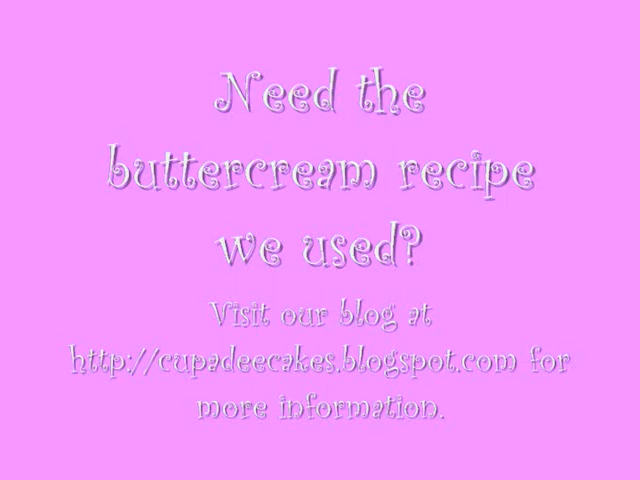 Need the
buttercream recipe
we used?
Visit our blog at
http://cupadeecakes.blogspot.com for
more information.